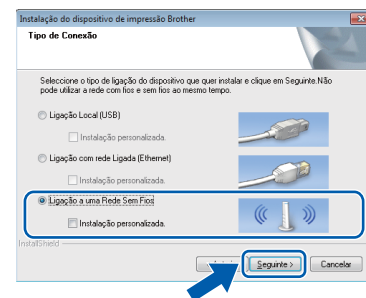 Instalação do dispositivo de impressão Brother
Tipo de Conexão
Seleccione o tipo de ligação do dispositivo que quer instalar e clique em Seguinte.Não
pode utilizar a rede com fios e sem fios ao mesmo tempo.
Ligação Local (USB)
Instalação personalizada.
Ligação com rede Ligada (Ethernet)
Instalação personalizada.
Ligação a uma Rede Sem Fios
Instalação personalizada.
InstallShield
Seguinte >
Cancelar